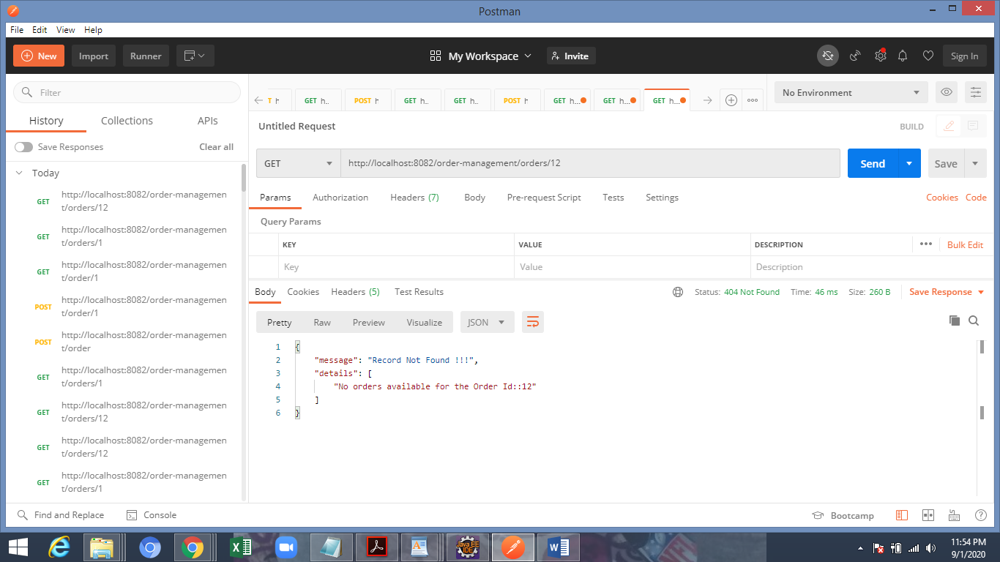 Postman
File Edit View Help
New Import Runner My Workspace Invite Sign In
Filter
History Collections APIs
Save Responses Clear all
Today
GET http://localhost:8082/order-managemen
t/orders/12
GET http://localhost:8082/order-managemen
t/orders/1
GET http://localhost:8082/order-managemen
t/order/1
POST http://localhost:8082/order-managemen
t/order/1
POST http://localhost:8082/order-managemen
t/order
GET http://localhost:8082/order-managemen
t/orders/1
GET http://localhost:8082/order-managemen
t/orders/12
GET http://localhost:8082/order-managemen
t/orders/12
GET http://localhost:8082/order-managemen
t/orders/1
T h GET h.. POST h GET h.. GET h.. POST h GET h... GET h... GET h... No Environment
Untitled Request BUILD
GET http://localhost:8082/order-management/orders/12 Send Save
Params Authorization Headers (7) Body Pre-request Script Tests Settings Cookies Code
Query Params
KEY VALUE DESCRIPTION Bulk Edit
Key Value Description
Body Cookies Headers (5) Test Results Status: 404 Not Found Time: 46 ms Size: 260 B Save Response
Pretty Raw Preview Visualize JSON
1 {
2 "message": "Record Not Found !!!",
3 "details": [
4 "No orders available for the Order Id::12"
5 ]
6 }
Find and Replace Console Bootcamp
Java EE
IDE
11:54 PM
9/1/2020